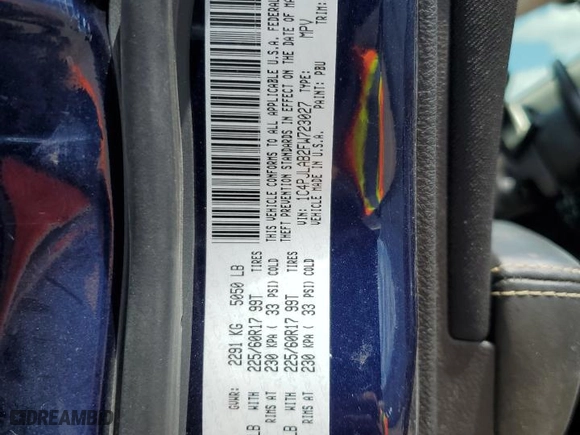 GVWR: 2291 KG 5050 LB
LB WITH 225/60R17 99T TIRES
RIMS AT 230 KPA ( 33 PSI) COLD
LB WITH 225/60R17 99T TIRES
RIMS AT 230 KPA ( 33 PSI) COLD
THIS VEHICLE CONFORMS TO ALL APPLICABLE U.S.A. FEDERAL
THEFT PREVENTION STANDARDS IN EFFECT ON THE DATE OF
VIN: 1C4PJLAB2FW723027 TYPE: MPV
VEHICLE MADE IN U.S.A. PAINT: PBU TRIM:
DREAMBID